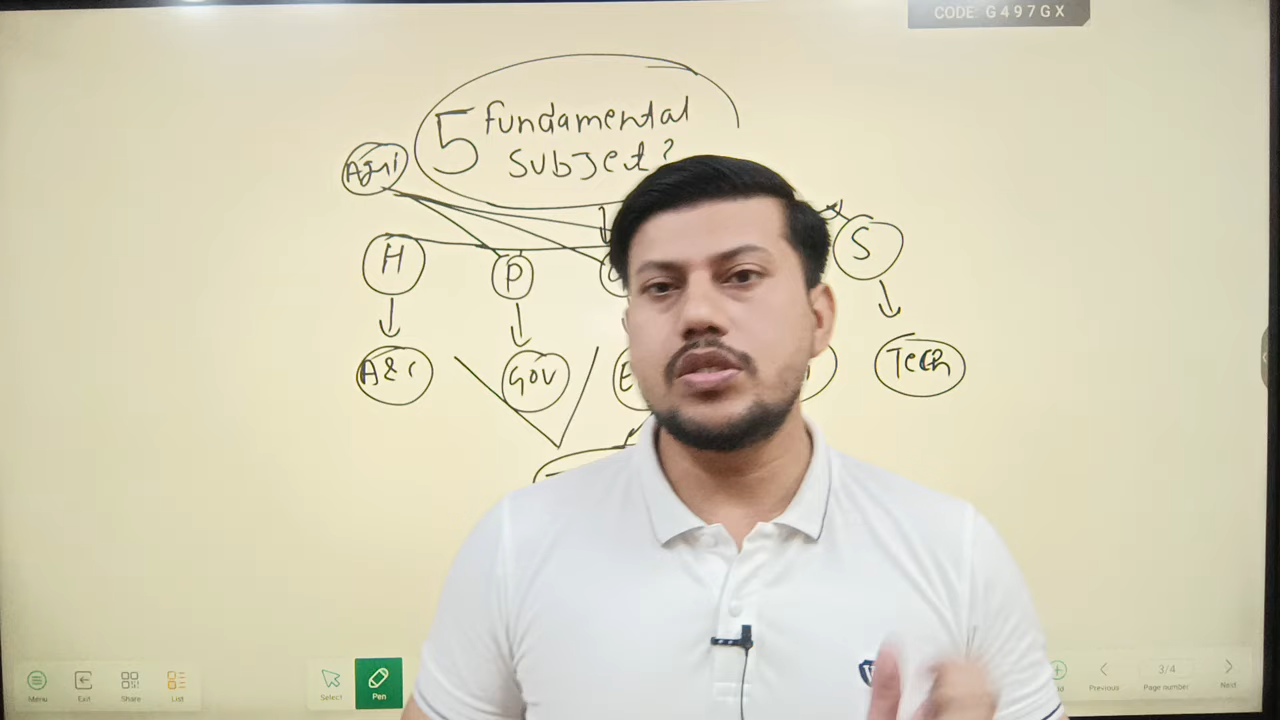 CODE: G497GX
5 Fundamental
Subject?
Agri
H
P
S
A&C
Gov
E
Tech
Menu
Exit
Share
List
Select
Pen
Previous
3/4
Page number
Next